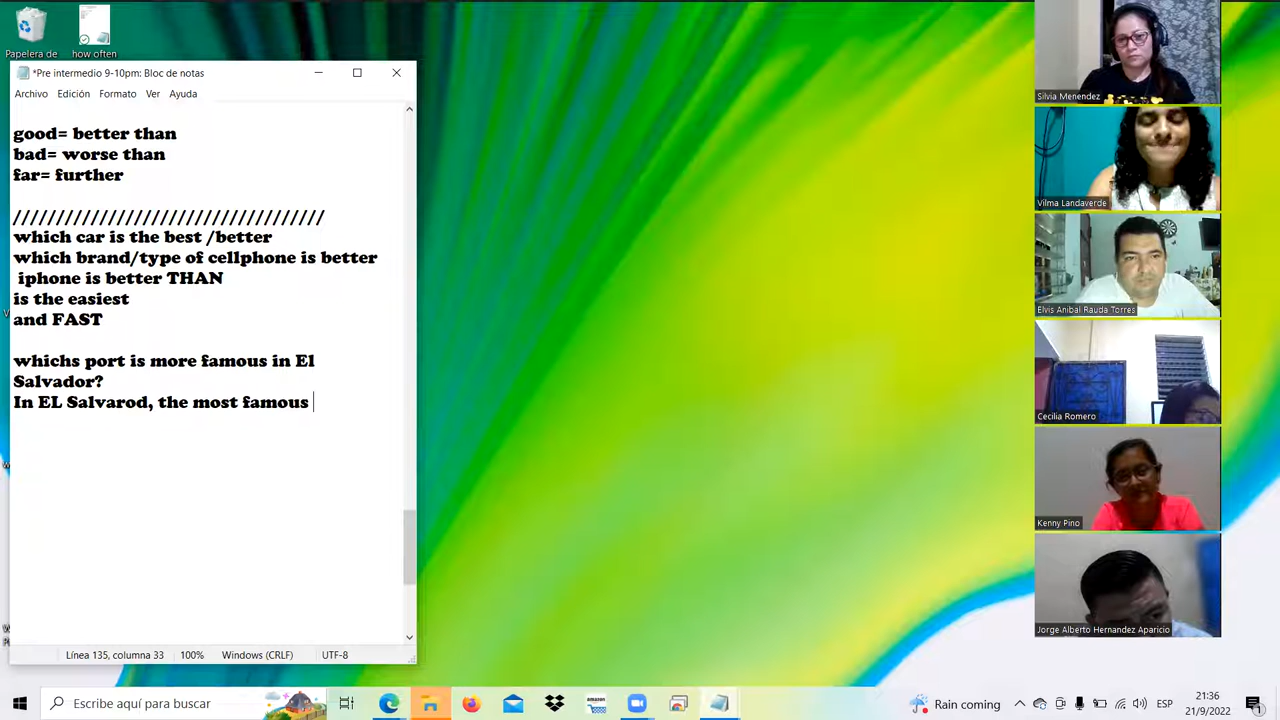 Papelera de
how often
*Pre intermedio 9-10pm: Bloc de notas
Archivo Edición Formato Ver Ayuda
good= better than
bad= worse than
far= further
////////////////////////////////////
which car is the best /better
which brand/type of cellphone is better
iphone is better THAN
is the easiest
and FAST
whichs port is more famous in El
Salvador?
In EL Salvarod, the most famous
Línea 135, columna 33 100% Windows (CRLF) UTF-8
Silvia Menendez
Vilma Landaverde
Elvis Anibal Rauda Torres
Cecilia Romero
Kenny Pino
Jorge Alberto Hernandez Aparicio
Escribe aquí para buscar
amazon
Rain coming
ESP
21:36
21/9/2022
1